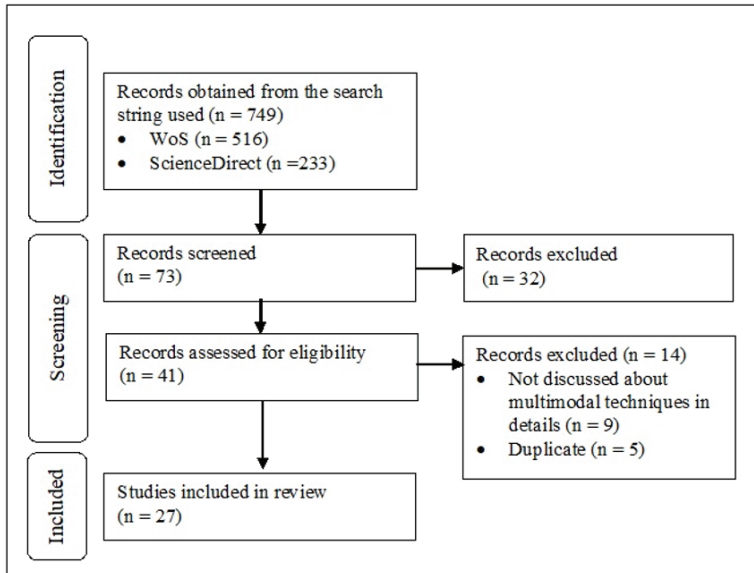 Identification
Records obtained from the search
string used (n = 749)
• WoS (n = 516)
• ScienceDirect (n =233)
Screening
Records screened
(n = 73)
Records excluded
(n = 32)
Records assessed for eligibility
(n = 41)
Records excluded (n = 14)
• Not discussed about
multimodal techniques in
details (n = 9)
• Duplicate (n = 5)
Included
Studies included in review
(n = 27)